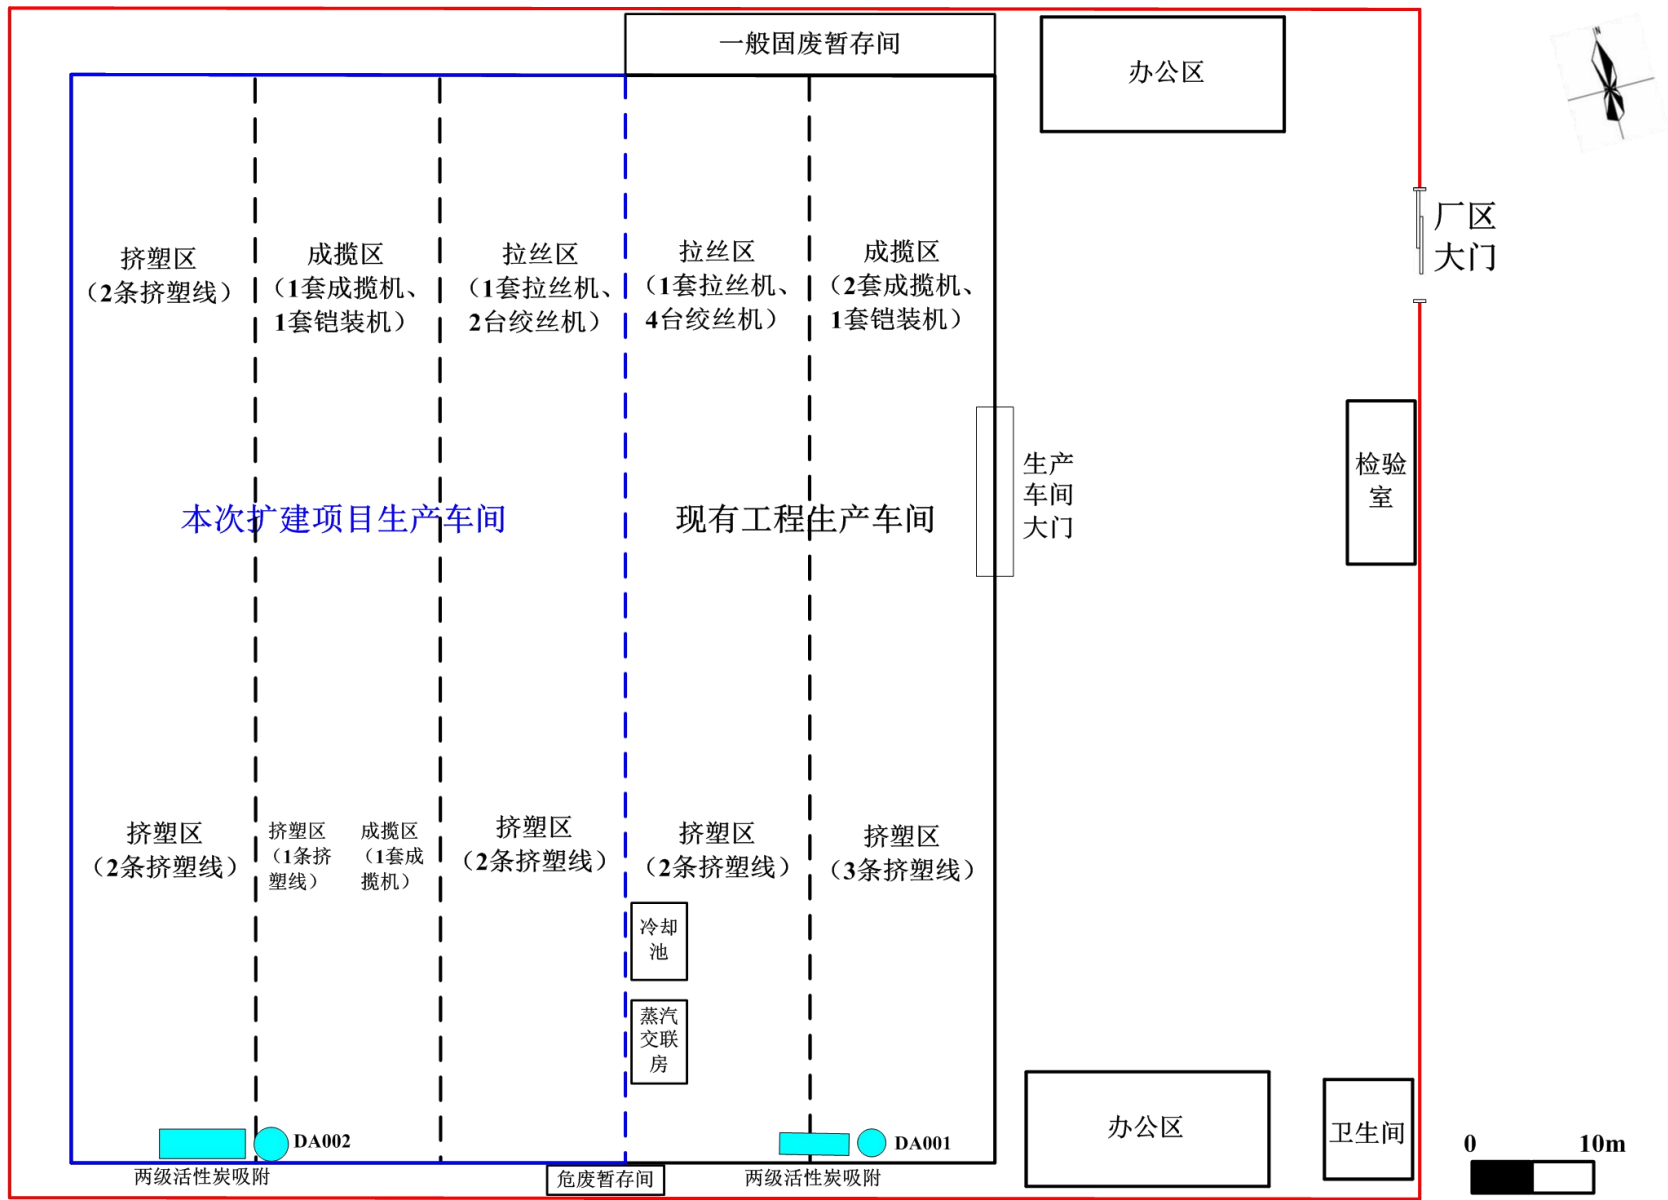 一般固废暂存间
办公区
N
厂区
大门
挤塑区
（2条挤塑线）
成揽区
（1套成揽机、
1套铠装机）
拉丝区
（1套拉丝机、
2台绞丝机）
拉丝区
（1套拉丝机、
4台绞丝机）
成揽区
（2套成揽机、
1套铠装机）
生产
车间
大门
检验
室
本次扩建项目生产车间
现有工程生产车间
挤塑区
（2条挤塑线）
挤塑区
（1条挤
塑线）
成揽区
（1套成
揽机）
挤塑区
（2条挤塑线）
挤塑区
（2条挤塑线）
挤塑区
（3条挤塑线）
冷却
池
蒸汽
交联
房
DA002
两级活性炭吸附
危废暂存间
DA001
两级活性炭吸附
办公区
卫生间
0 10m